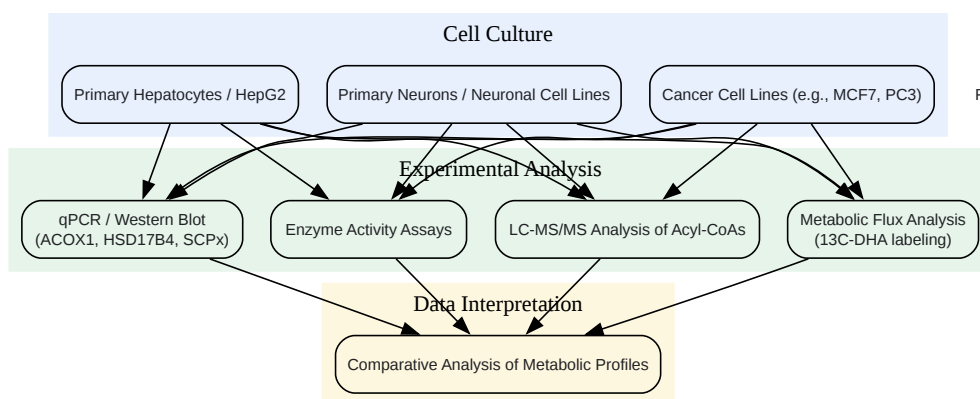 Cell Culture
Primary Hepatocytes / HepG2
Primary Neurons / Neuronal Cell Lines
Cancer Cell Lines (e.g., MCF7, PC3)
Experimental Analysis
qPCR / Western Blot
(ACOX1, HSD17B4, SCPx)
Enzyme Activity Assays
LC-MS/MS Analysis of Acyl-CoAs
Metabolic Flux Analysis
(13C-DHA labeling)
Data Interpretation
Comparative Analysis of Metabolic Profiles